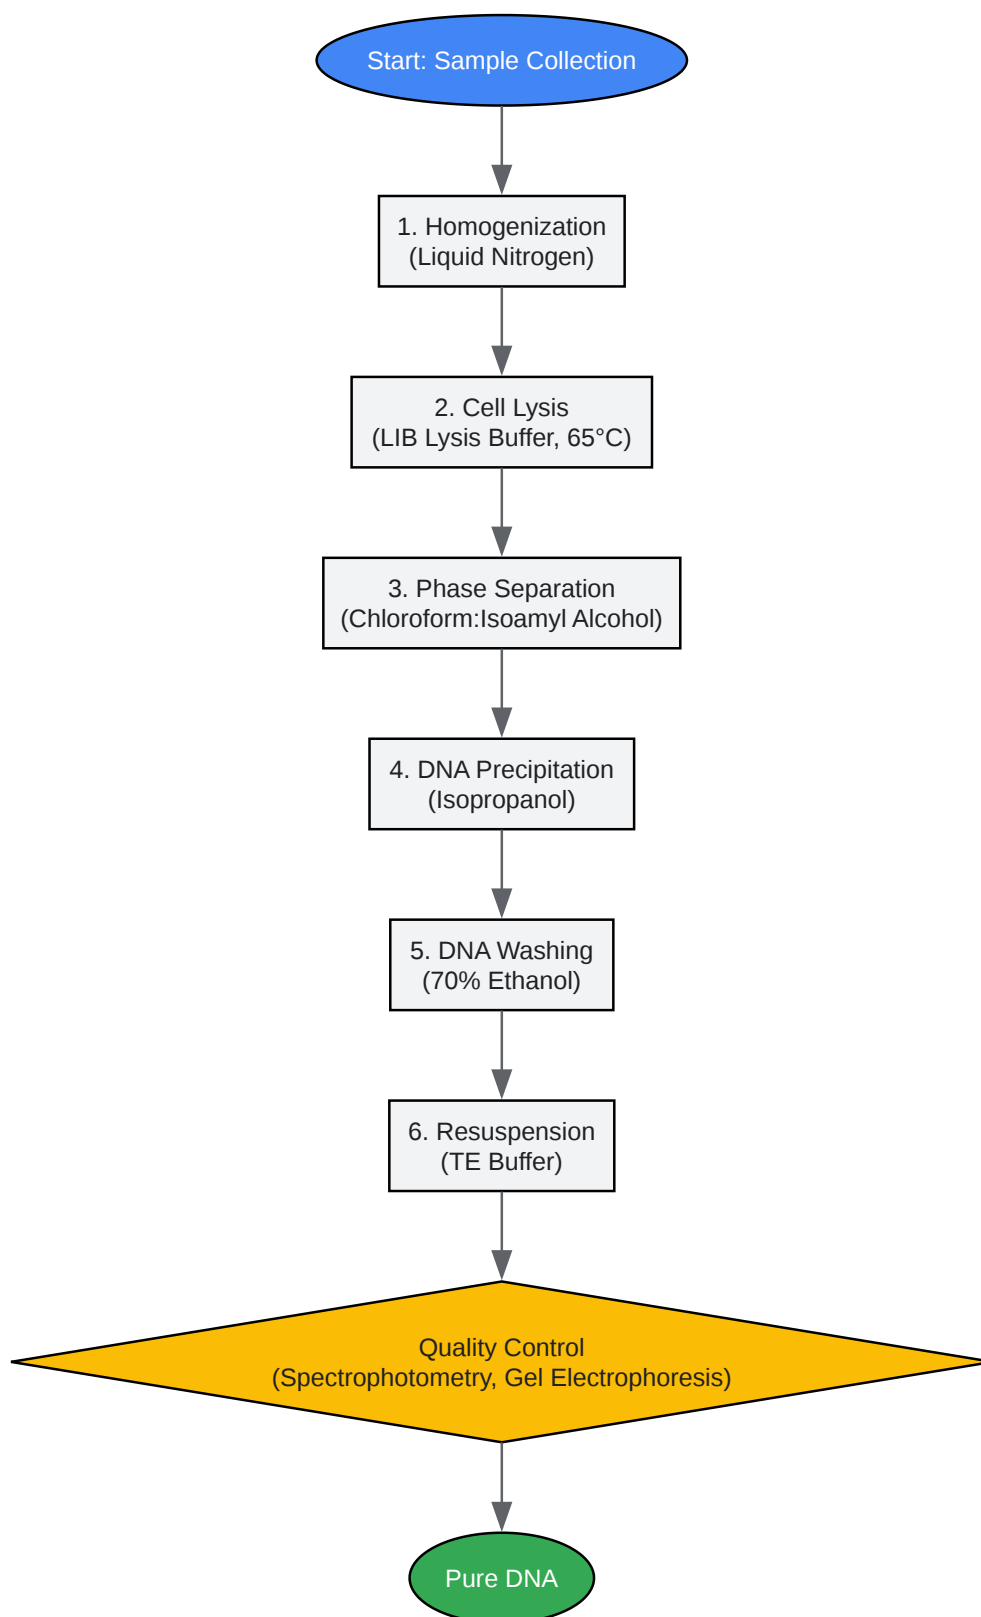 Start: Sample Collection
1. Homogenization
(Liquid Nitrogen)
2. Cell Lysis
(LIB Lysis Buffer, 65°C)
3. Phase Separation
(Chloroform:Isoamyl Alcohol)
4. DNA Precipitation
(Isopropanol)
5. DNA Washing
(70% Ethanol)
6. Resuspension
(TE Buffer)
Quality Control
(Spectrophotometry, Gel Electrophoresis)
Pure DNA